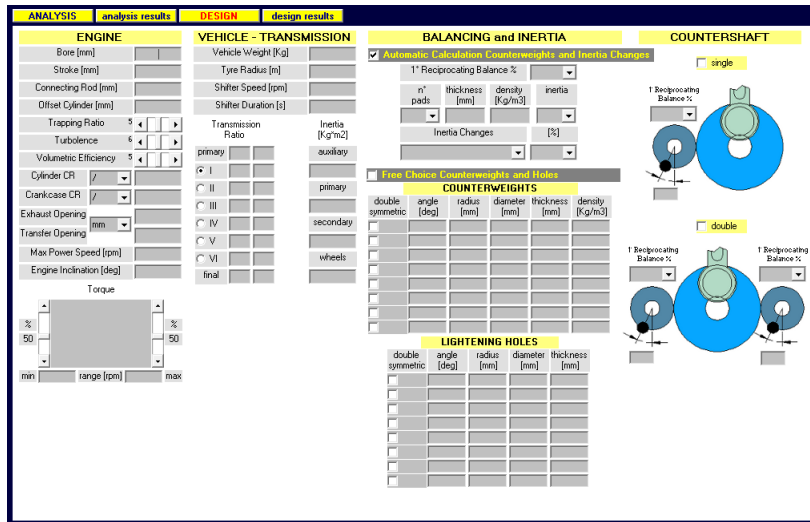 ANALYSIS analysis results DESIGN design results
ENGINE
Bore [mm]
Stroke [mm]
Connecting Rod [mm]
Offset Cylinder [mm]
Trapping Ratio 5
Turbolence 6
Volumetric Efficiency 5
Cylinder CR /
Crankcase CR /
Exhaust Opening
mm
Transfer Opening
Max Power Speed [rpm]
Engine Inclination [deg]
Torque
% %
50 50
min range [rpm] max
VEHICLE - TRANSMISSION
Vehicle Weight [Kg]
Tyre Radius [m]
Shifter Speed [rpm]
Shifter Duration [s]
Transmission Ratio
Inertia [Kg*m2]
primary auxiliary
I
II primary
III
IV secondary
V
VI wheels
final
BALANCING and INERTIA
Automatic Calculation Counterweights and Inertia Changes
1° Reciprocating Balance %
n° pads
thickness [mm]
density [Kg/m3]
inertia
Inertia Changes [%]
Free Choice Counterweights and Holes
COUNTERWEIGHTS
double angle radius diameter thickness density
symmetric [deg] [mm] [mm] [mm] [Kg/m3]
LIGHTENING HOLES
double angle radius diameter thickness
symmetric [deg] [mm] [mm] [mm]
COUNTERSHAFT
single
1° Reciprocating
Balance %
double
1° Reciprocating
Balance %
1° Reciprocating
Balance %